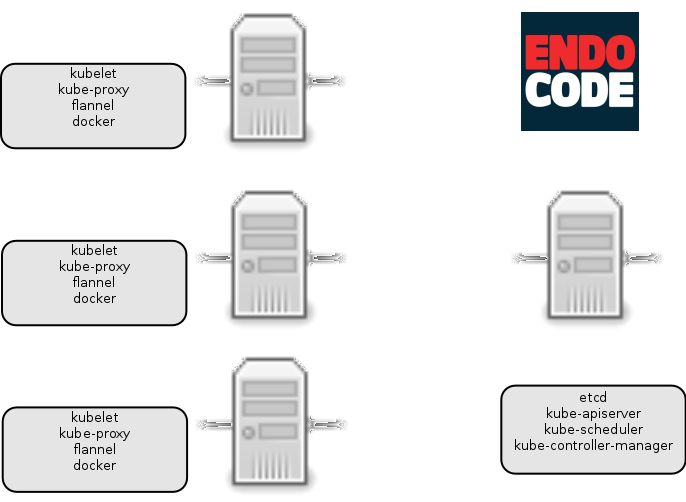 kubelet
kube-proxy
flannel
docker
ENDO
CODE
kubelet
kube-proxy
flannel
docker
kubelet
kube-proxy
flannel
docker
etcd
kube-apiserver
kube-scheduler
kube-controller-manager